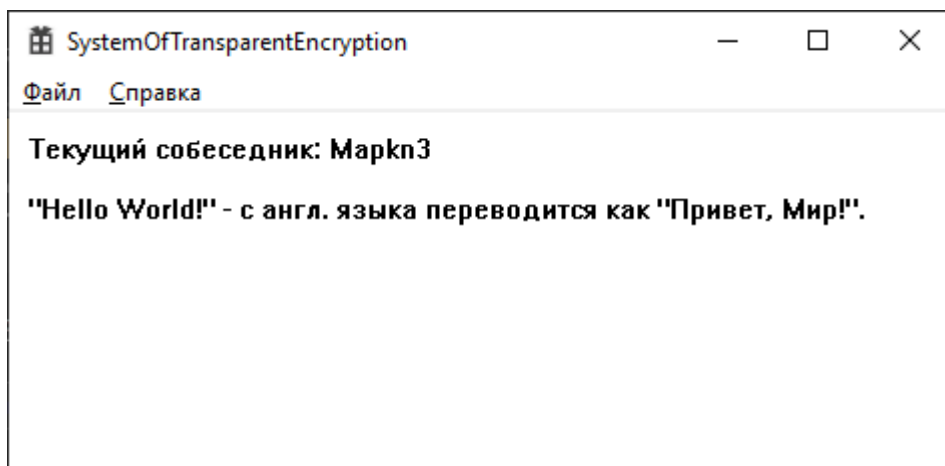 SystemOfTransparentEncryption
Файл Справка
Текущий собеседник: Mapkn3
"Hello World!" - с англ. языка переводится как "Привет, Мир!".